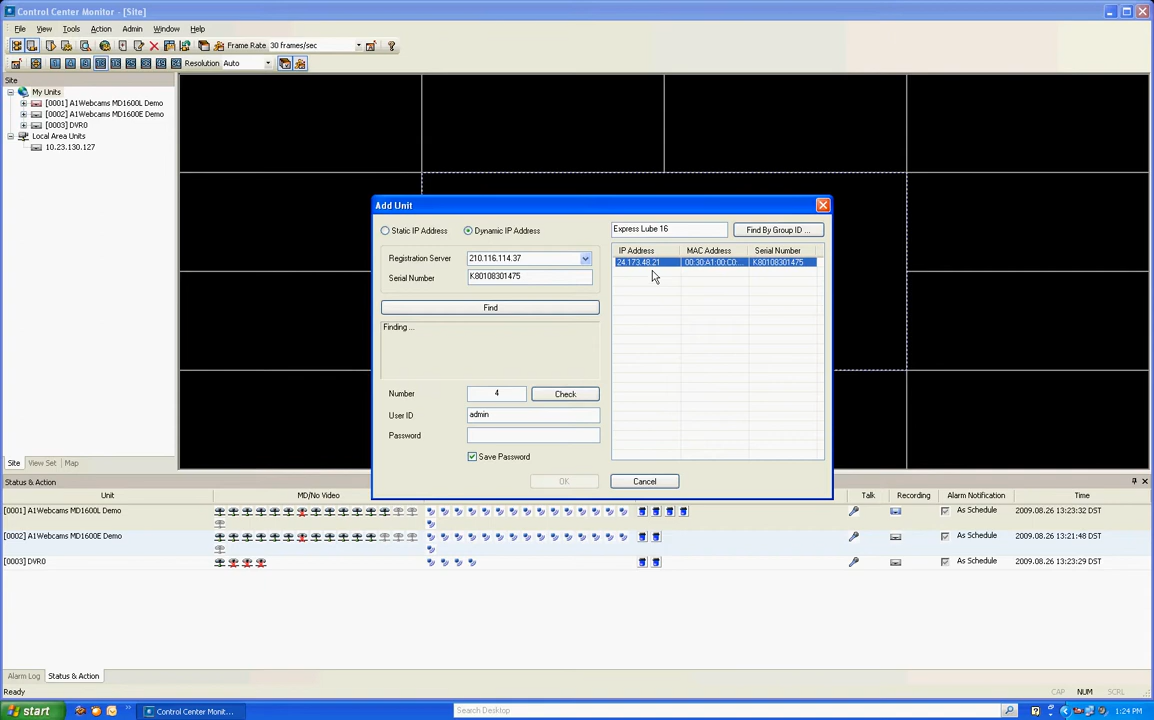 Control Center Monitor - [Site]
File View Tools Action Admin Window Help
Frame Rate 30 frames/sec
Resolution Auto
Site
My Units
[0001] A1Webcams MD1600L Demo
[0002] A1Webcams MD1600E Demo
[0003] DVR0
Local Area Units
10.23.130.127
Add Unit
Static IP Address Dynamic IP Address
Registration Server 210.116.114.37
Serial Number K80108301475
Find
Finding ...
Number 4 Check
User ID admin
Password
Save Password
OK Cancel
Express Lube 16 Find By Group ID ...
IP Address MAC Address Serial Number
24.173.48.21 00:30:A1:00:C0:... K80108301475
Site View Set Map
Status & Action
Unit MD/No Video Talk Recording Alarm Notification Time
[0001] A1Webcams MD1600L Demo As Schedule 2009.08.26 13:23:32 DST
[0002] A1Webcams MD1600E Demo As Schedule 2009.08.26 13:21:48 DST
[0003] DVR0 As Schedule 2009.08.26 13:23:29 DST
Alarm Log Status & Action
Ready CAP NUM SCRL
start Control Center Monit... Search Desktop 1:24 PM